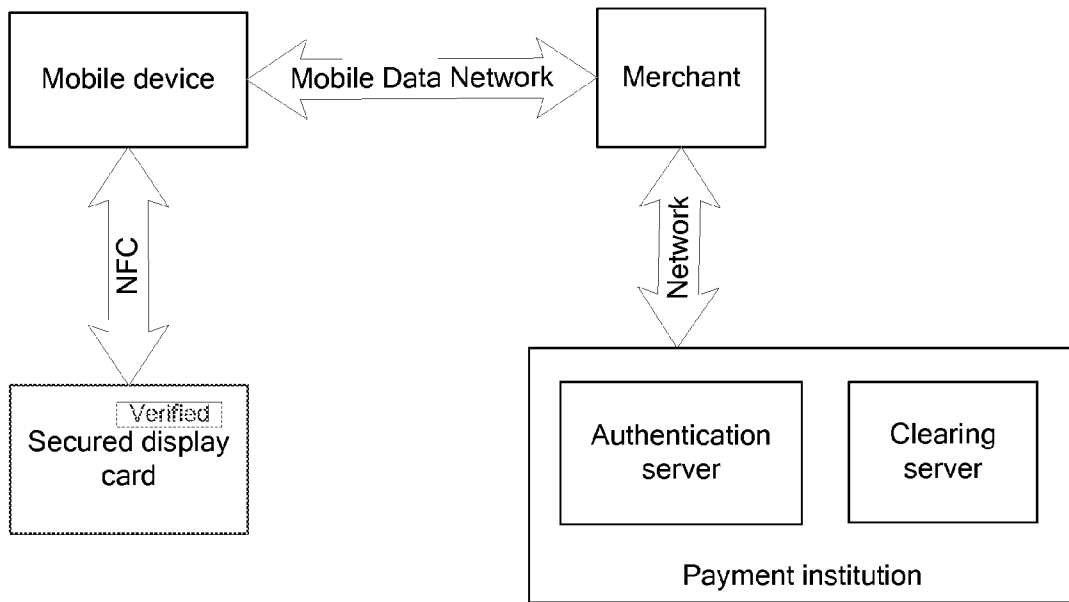 Mobile device
Mobile Data Network
Merchant
NFC
Network
Verified
Secured display
card
Authentication
server
Clearing
server
Payment institution